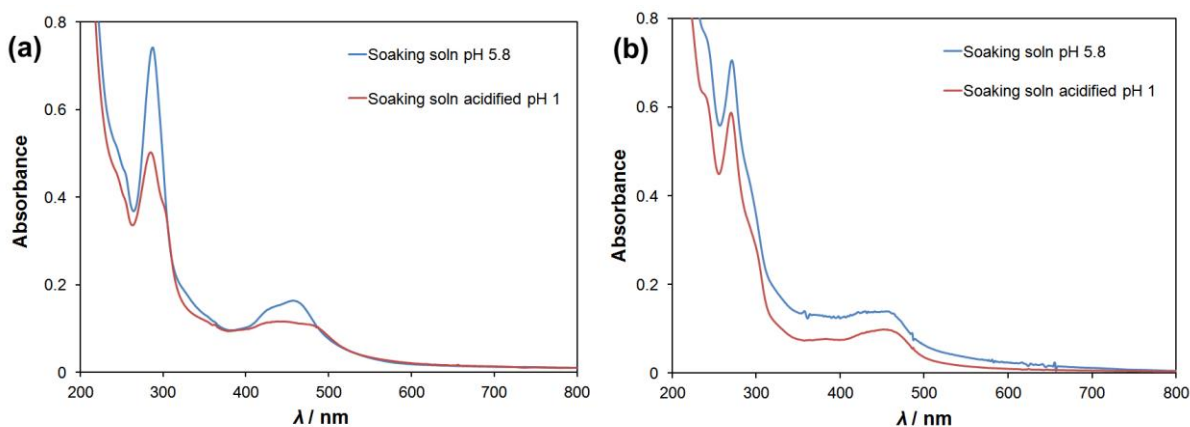 (a)
Absorbance
0.8
0.6
0.4
0.2
0
Soaking soln pH 5.8
Soaking soln acidified pH 1
200 300 400 500 600 700 800
λ / nm
(b)
Absorbance
0.8
0.6
0.4
0.2
0
Soaking soln pH 5.8
Soaking soln acidified pH 1
200 300 400 500 600 700 800
λ / nm